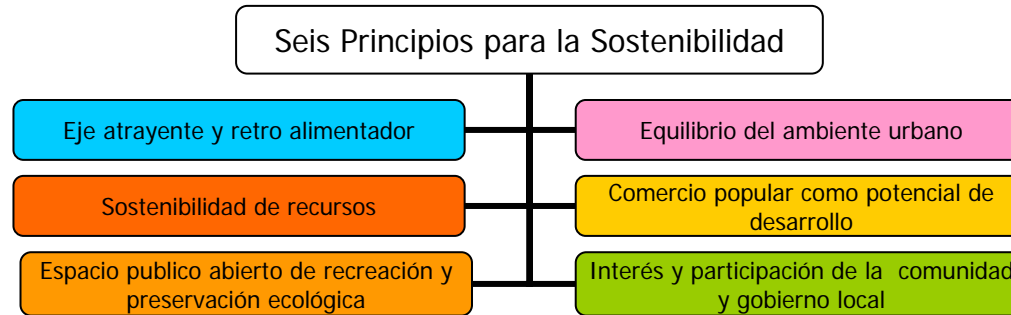 Seis Principios para la Sostenibilidad
Eje atrayente y retro alimentador
Equilibrio del ambiente urbano
Sostenibilidad de recursos
Comercio popular como potencial de
desarrollo
Espacio publico abierto de recreación y
preservación ecológica
Interés y participación de la  comunidad
y gobierno local